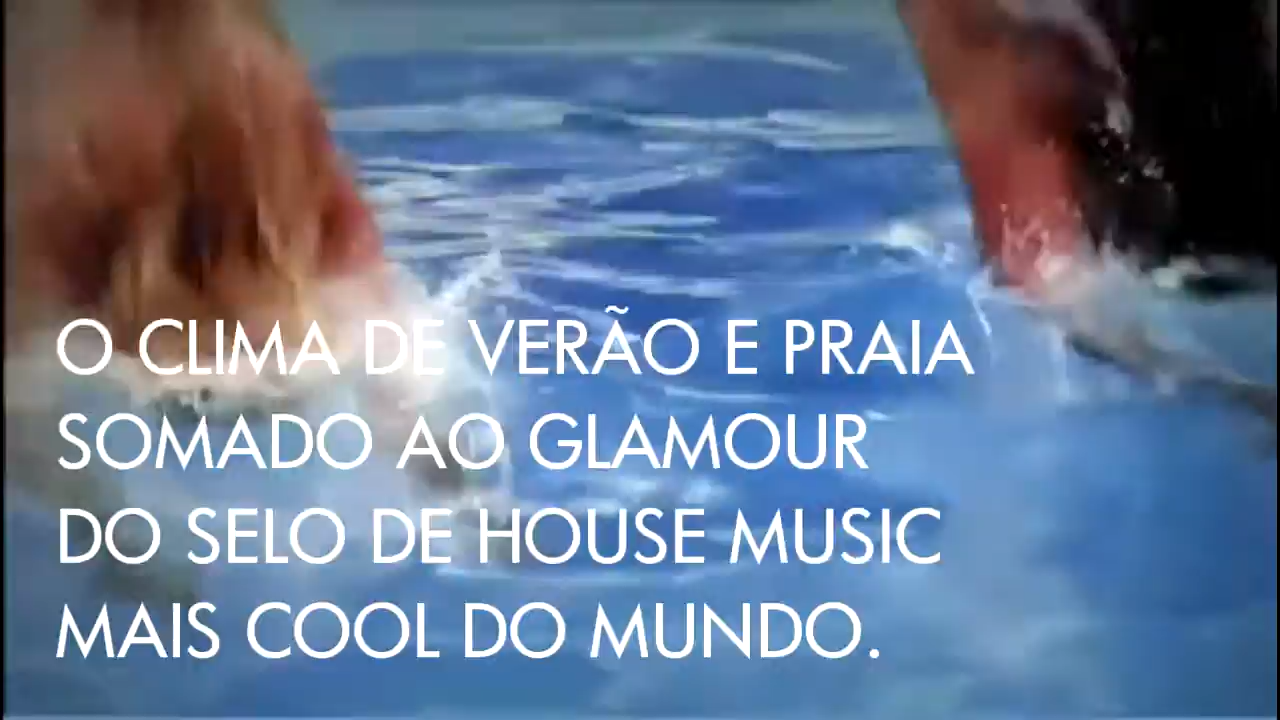 O CLIMA DE VERÃO E PRAIA
SOMADO AO GLAMOUR
DO SELO DE HOUSE MUSIC
MAIS COOL DO MUNDO.